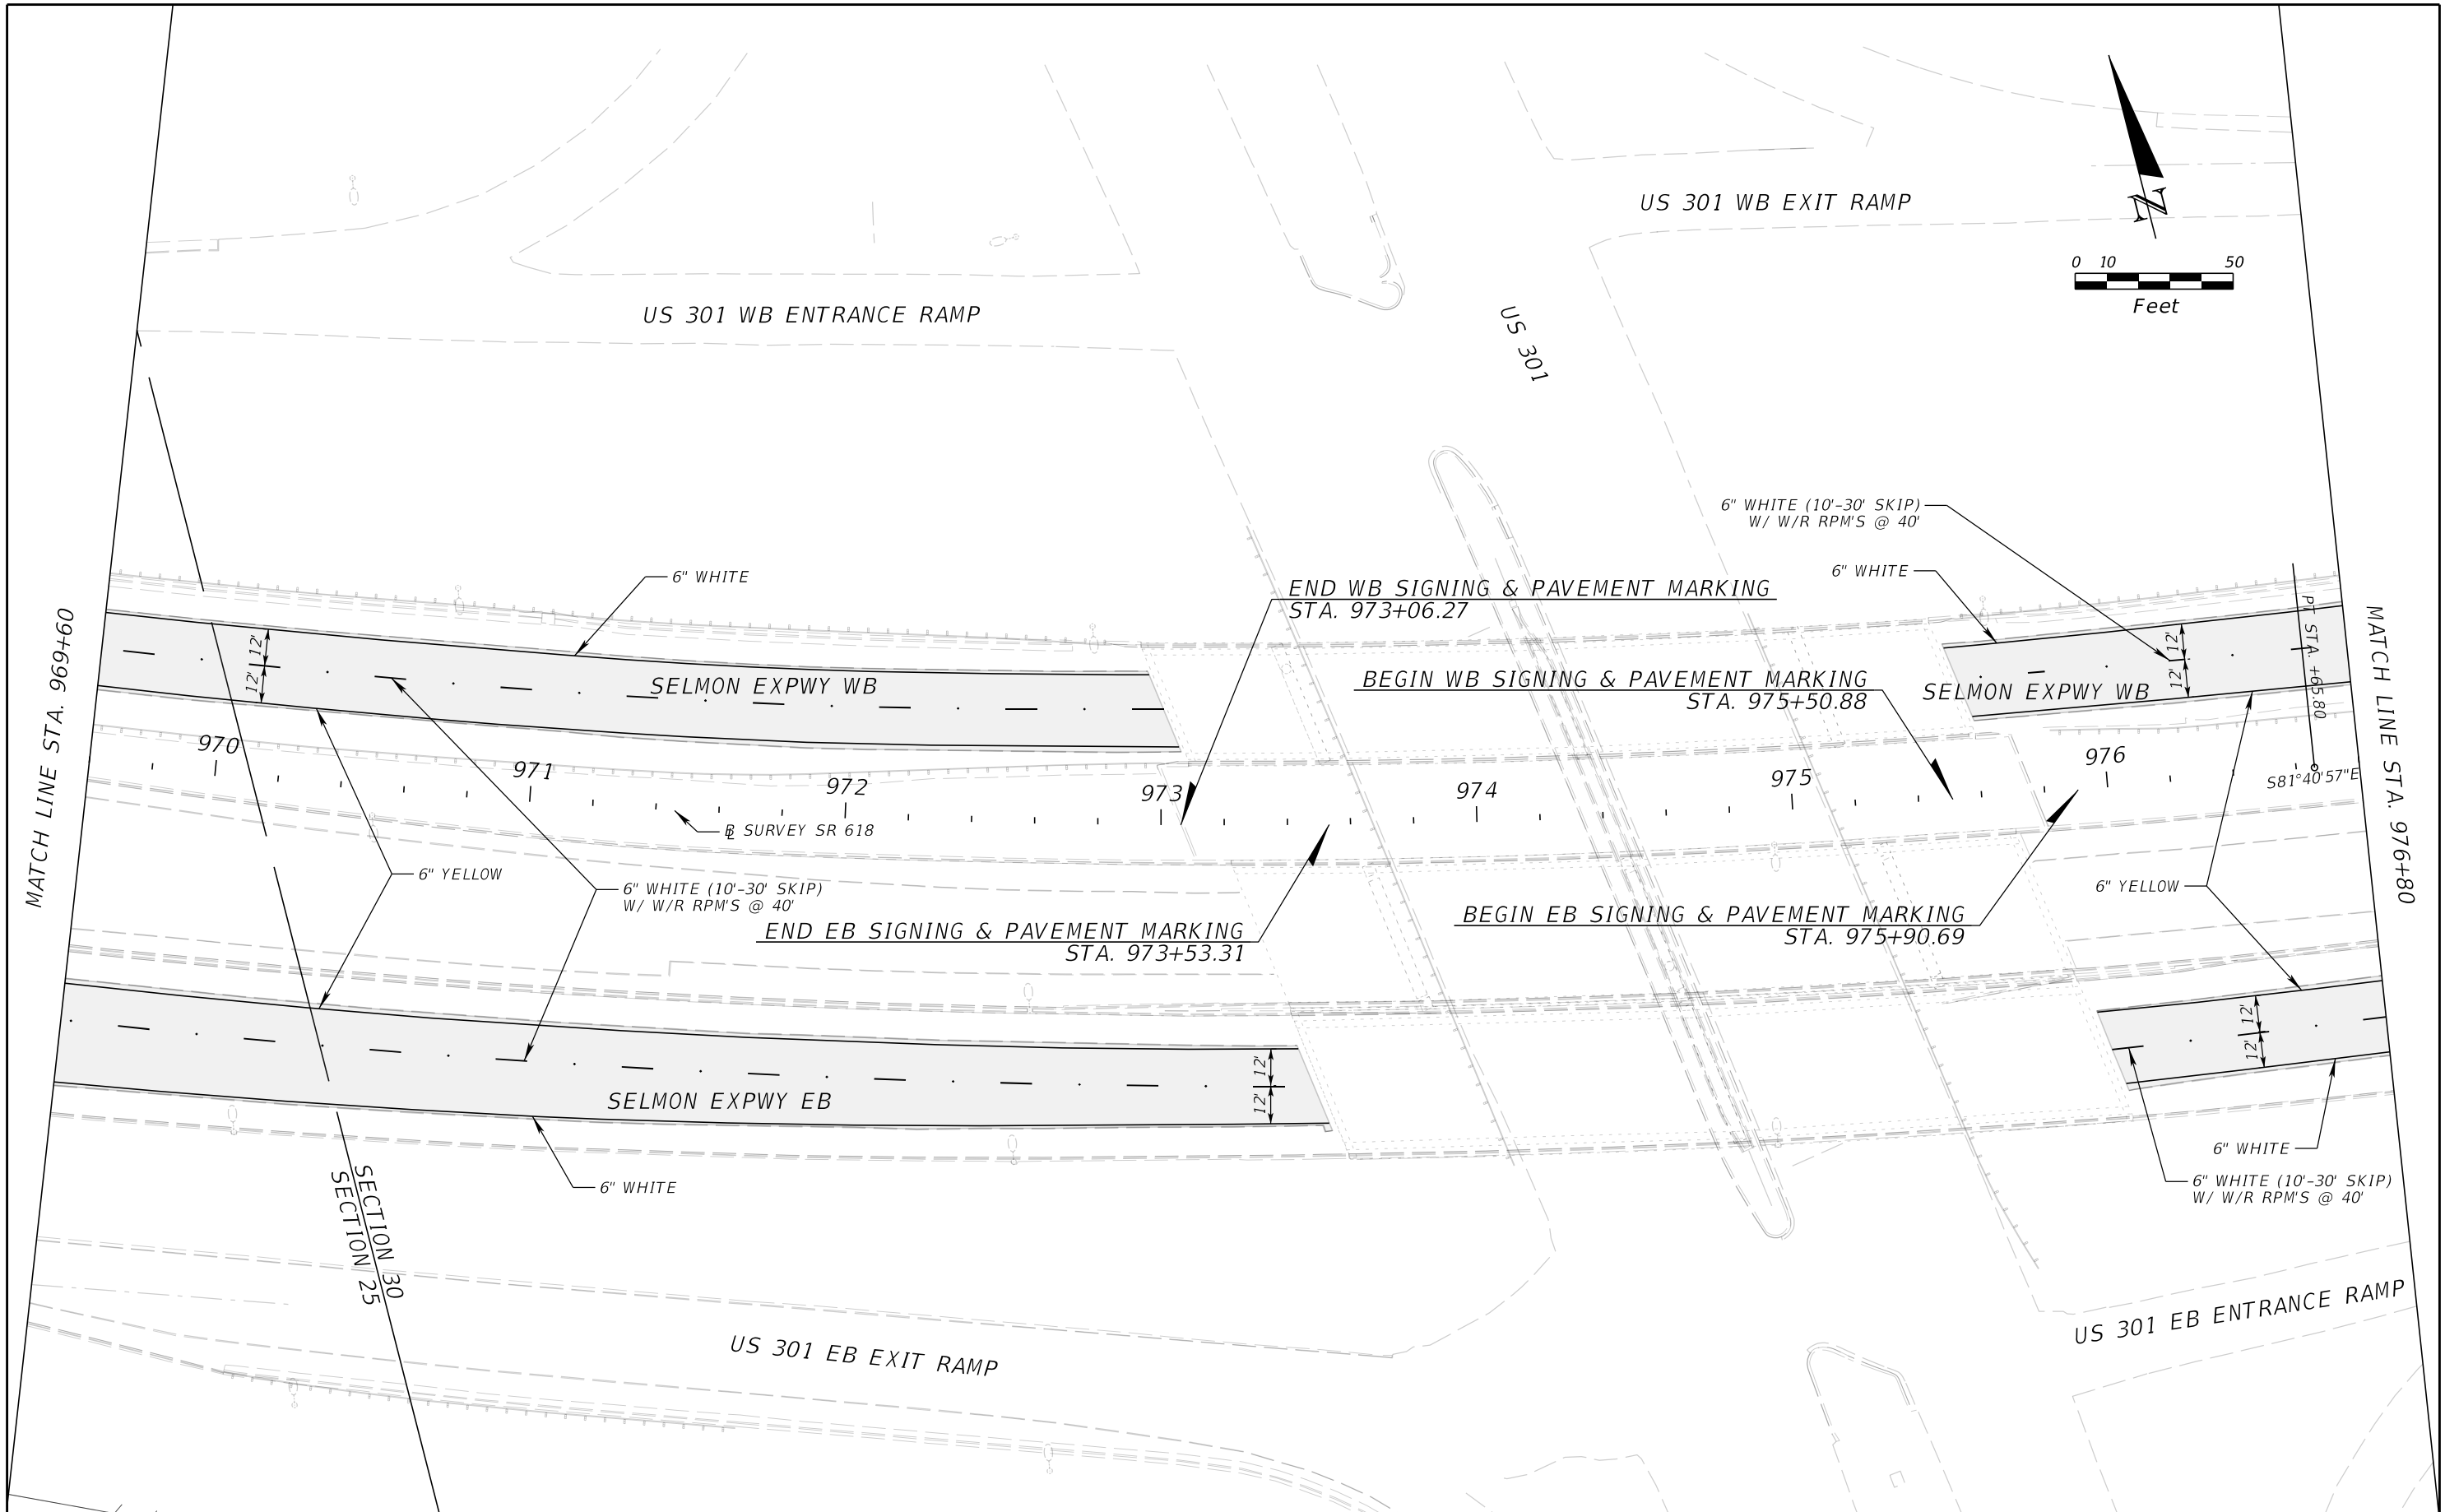 US 301 WB EXIT RAMP
N
0 10 50
Feet
US 301 WB ENTRANCE RAMP
US 301
6" WHITE (10'-30' SKIP)
W/ W/R RPM'S @ 40'
6" WHITE
6" WHITE
END WB SIGNING & PAVEMENT MARKING
STA. 973+06.27
MATCH LINE STA. 969+60
12'
12'
SELMON EXPWY WB
BEGIN WB SIGNING & PAVEMENT MARKING
STA. 975+50.88
SELMON EXPWY WB
12'
12'
PT STA. +65.80
MATCH LINE STA. 976+80
970
971
972
973
974
975
976
S81°40'57"E
B SURVEY SR 618
6" YELLOW
6" WHITE (10'-30' SKIP)
W/ W/R RPM'S @ 40'
6" YELLOW
END EB SIGNING & PAVEMENT MARKING
STA. 973+53.31
BEGIN EB SIGNING & PAVEMENT MARKING
STA. 975+90.69
12'
12'
12'
12'
SELMON EXPWY EB
6" WHITE
6" WHITE
6" WHITE (10'-30' SKIP)
W/ W/R RPM'S @ 40'
SECTION 30
SECTION 25
US 301 EB EXIT RAMP
US 301 EB ENTRANCE RAMP